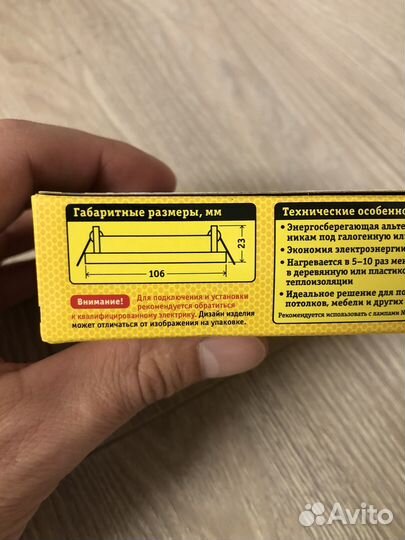 Габаритные размеры, мм
23
106
Внимание! Для подключения и установки
рекомендуется обратиться
к квалифицированному электрику. Дизайн изделия
может отличаться от изображения на упаковке.
Технические особенно
• Энергосберегающая альте
никам под галогенную или
• Экономия электроэнергии
• Нагревается в 5–10 раз мен
в деревянную или пластико
теплоизоляции
• Идеальное решение для по
потолков, мебели и других
Рекомендуется использовать с лампами
Avito